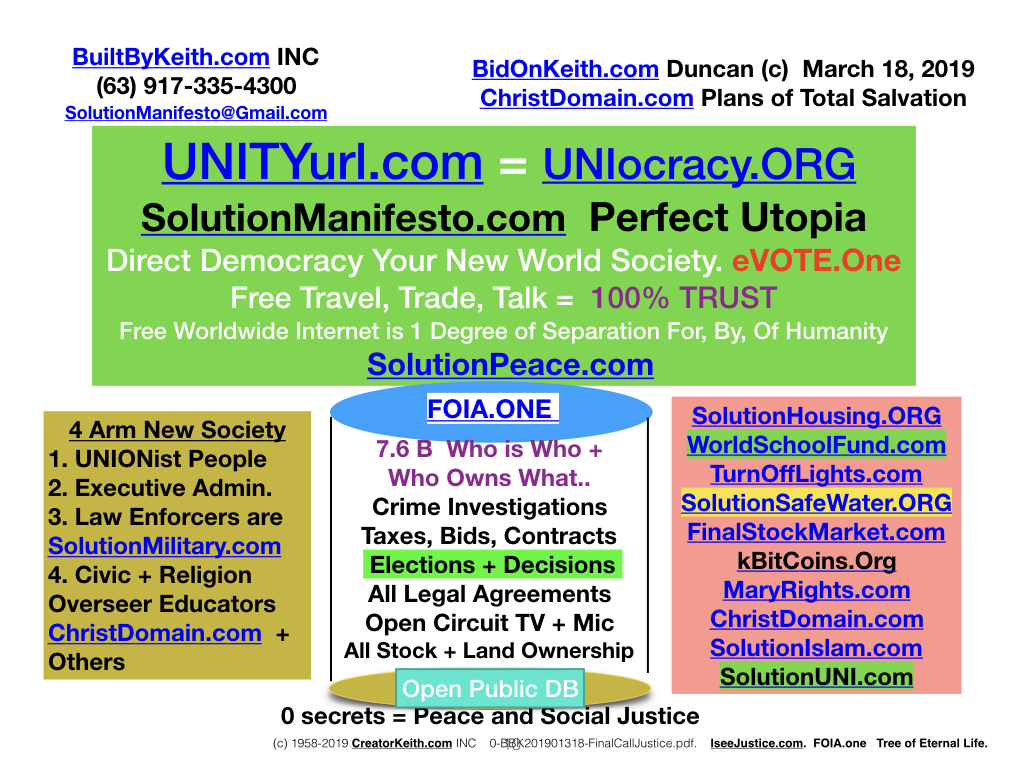 BuiltByKeith.com INC
(63) 917-335-4300
SolutionManifesto@Gmail.com
BidOnKeith.com Duncan (c) March 18, 2019
ChristDomain.com Plans of Total Salvation
UNITYurl.com = UNIocracy.ORG
SolutionManifesto.com Perfect Utopia
Direct Democracy Your New World Society. eVOTE.One
Free Travel, Trade, Talk = 100% TRUST
Free Worldwide Internet is 1 Degree of Separation For, By, Of Humanity
SolutionPeace.com
4 Arm New Society
1. UNIONist People
2. Executive Admin.
3. Law Enforcers are
SolutionMilitary.com
4. Civic + Religion
Overseer Educators
ChristDomain.com +
Others
FOIA.ONE
7.6 B Who is Who +
Who Owns What..
Crime Investigations
Taxes, Bids, Contracts
Elections + Decisions
All Legal Agreements
Open Circuit TV + Mic
All Stock + Land Ownership
Open Public DB
SolutionHousing.ORG
WorldSchoolFund.com
TurnOffLights.com
SolutionSafeWater.ORG
FinalStockMarket.com
kBitCoins.Org
MaryRights.com
ChristDomain.com
SolutionIslam.com
SolutionUNI.com
0 secrets = Peace and Social Justice
(c) 1958-2019 CreatorKeith.com INC 0-BBK201901318-FinalCallJustice.pdf. IseeJustice.com. FOIA.one Tree of Eternal Life.